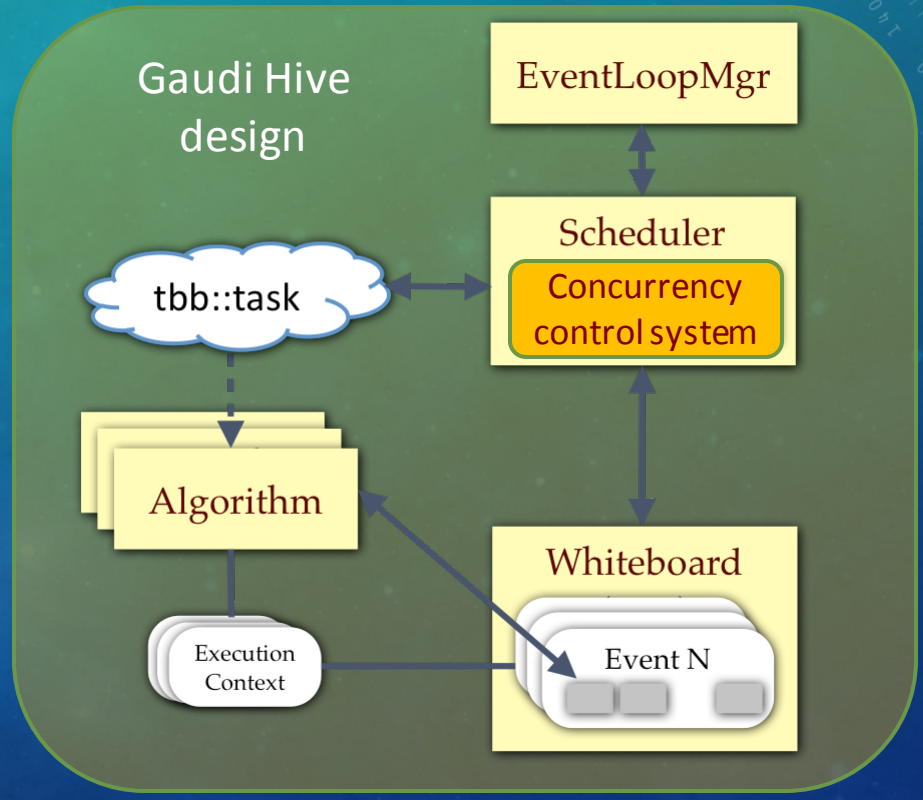 Gaudi Hive
design
EventLoopMgr
Scheduler
Concurrency
control system
tbb::task
Algorithm
Whiteboard
Execution
Context
Event N